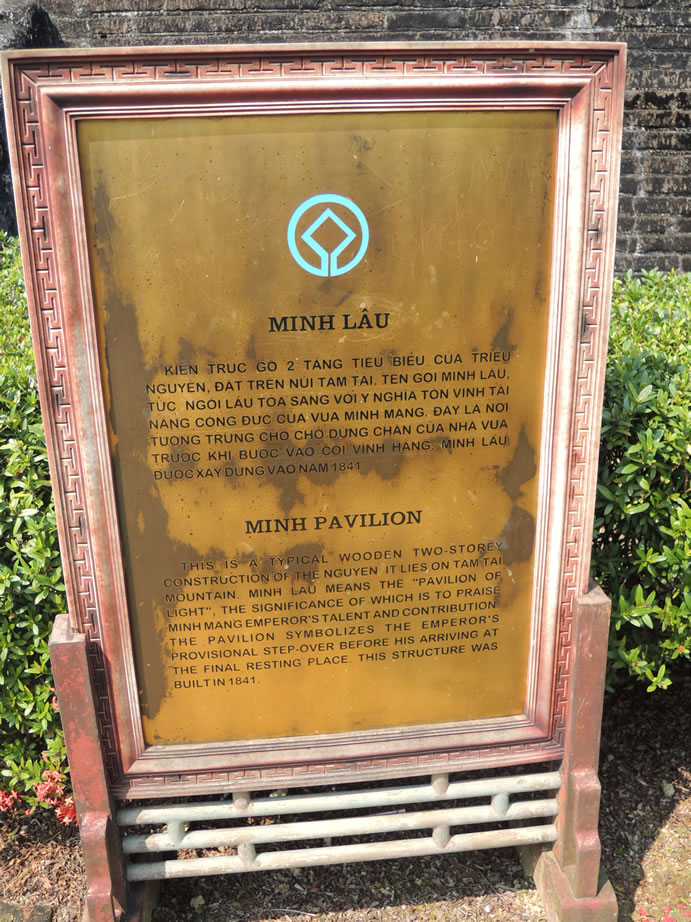 MINH LÂU
KIẾN TRÚC GỖ 2 TẦNG TIÊU BIỂU CỦA TRIỀU
NGUYỄN, ĐẶT TRÊN NÚI TAM TÀI. TÊN GỌI MINH LÂU,
TỨC NGÔI LẦU TỎA SÁNG VỚI Ý NGHĨA TÔN VINH TÀI
NĂNG CÔNG ĐỨC CỦA VUA MINH MẠNG. ĐÂY LÀ NƠI
TƯỢNG TRƯNG CHO CHỖ DỪNG CHÂN CỦA NHÀ VUA
TRƯỚC KHI BƯỚC VÀO CÕI VĨNH HẰNG. MINH LÂU
ĐƯỢC XÂY DỰNG VÀO NĂM 1841
MINH PAVILION
THIS IS A TYPICAL WOODEN TWO-STOREY
CONSTRUCTION OF THE NGUYEN. IT LIES ON TAM TAI
MOUNTAIN. MINH LAU MEANS THE "PAVILION OF
LIGHT", THE SIGNIFICANCE OF WHICH IS TO PRAISE
MINH MANG EMPEROR'S TALENT AND CONTRIBUTION.
THE PAVILION SYMBOLIZES THE EMPEROR'S
PROVISIONAL STEP-OVER BEFORE HIS ARRIVING AT
THE FINAL RESTING PLACE. THIS STRUCTURE WAS
BUILT IN 1841.